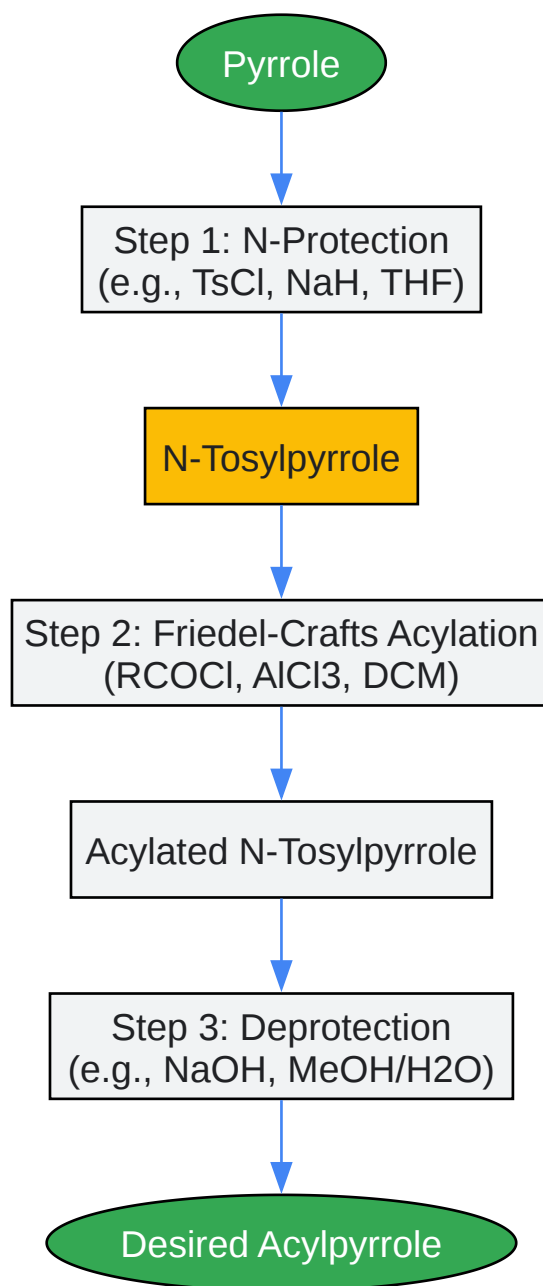 Pyrrole
Step 1: N-Protection
(e.g., TsCl, NaH, THF)
N-Tosylpyrrole
Step 2: Friedel-Crafts Acylation
(RCOCl, AlCl3, DCM)
Acylated N-Tosylpyrrole
Step 3: Deprotection
(e.g., NaOH, MeOH/H2O)
Desired Acylpyrrole